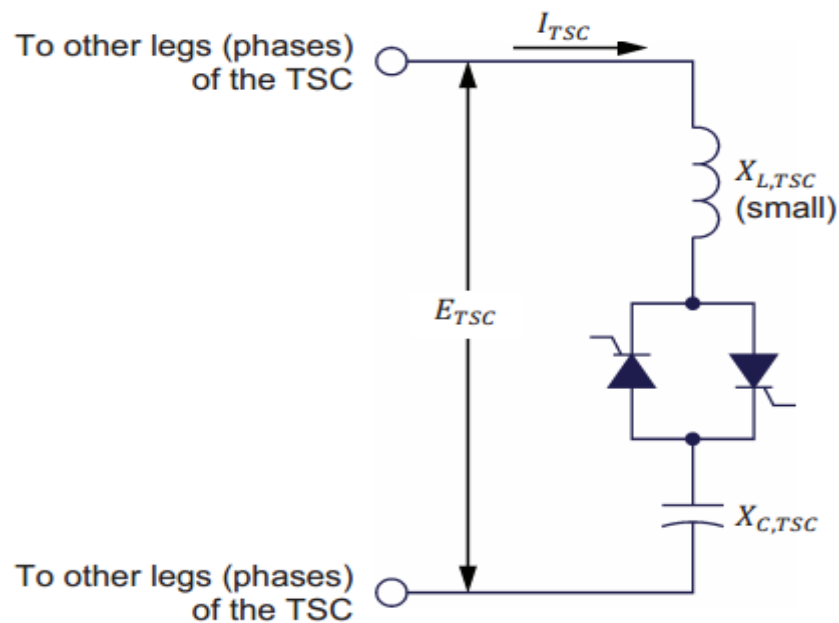 To other legs (phases)
of the TSC
I_TSC
X_L,TSC
(small)
E_TSC
X_C,TSC
To other legs (phases)
of the TSC